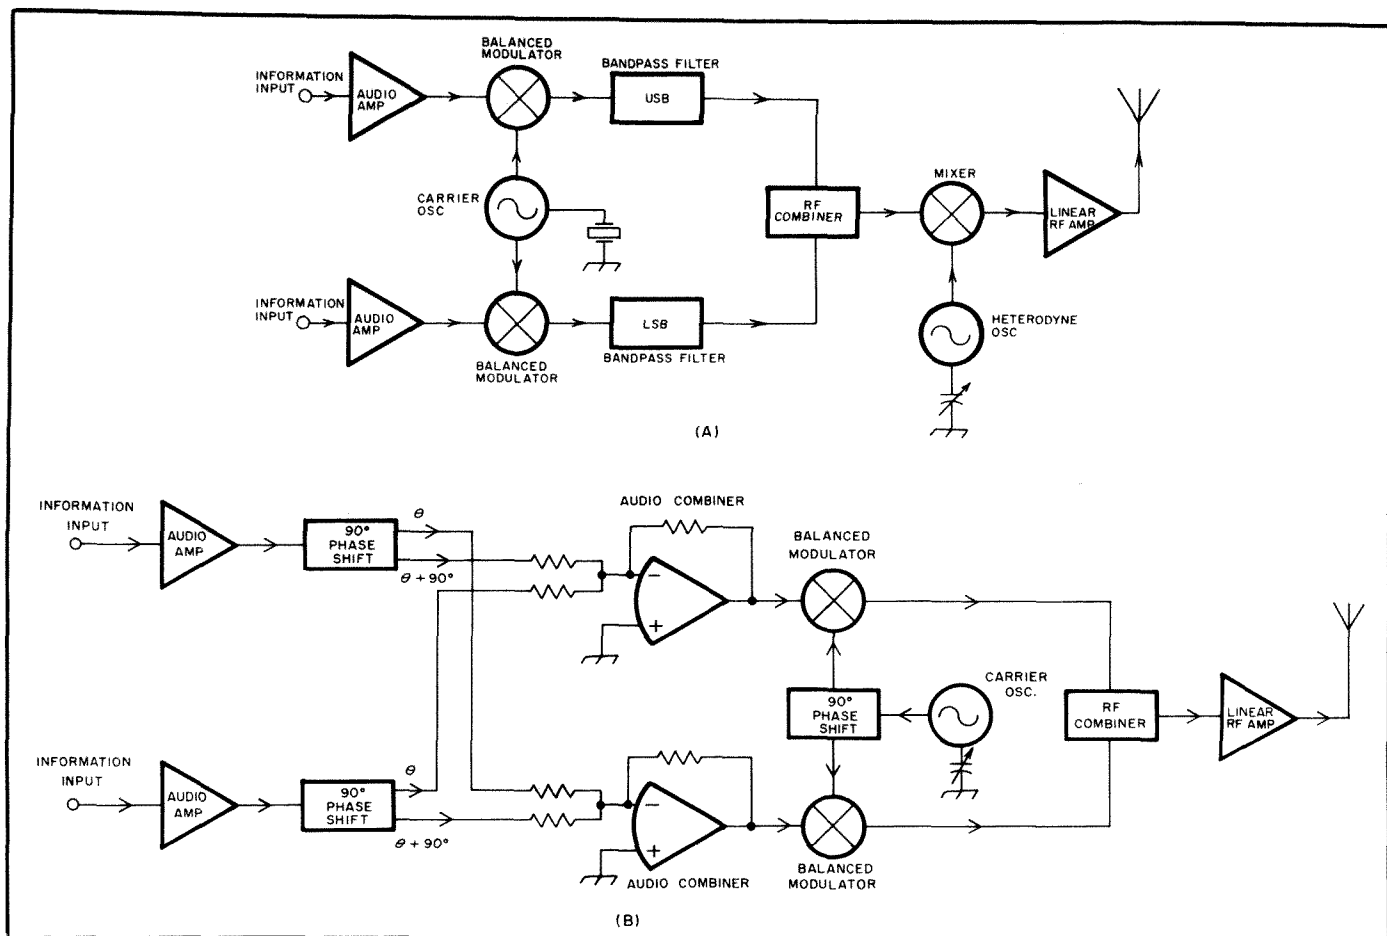 BALANCED
MODULATOR
INFORMATION
INPUT
AUDIO
AMP
BANDPASS FILTER
USB
CARRIER
OSC
RF
COMBINER
MIXER
LINEAR
RF AMP
INFORMATION
INPUT
AUDIO
AMP
BALANCED
MODULATOR
LSB
BANDPASS FILTER
HETERODYNE
OSC
(A)
INFORMATION
INPUT
AUDIO
AMP
90°
PHASE
SHIFT
θ
θ + 90°
AUDIO COMBINER
−
+
BALANCED
MODULATOR
90°
PHASE
SHIFT
CARRIER
OSC.
RF
COMBINER
LINEAR
RF AMP
INFORMATION
INPUT
AUDIO
AMP
90°
PHASE
SHIFT
θ
θ + 90°
−
+
AUDIO COMBINER
BALANCED
MODULATOR
(B)